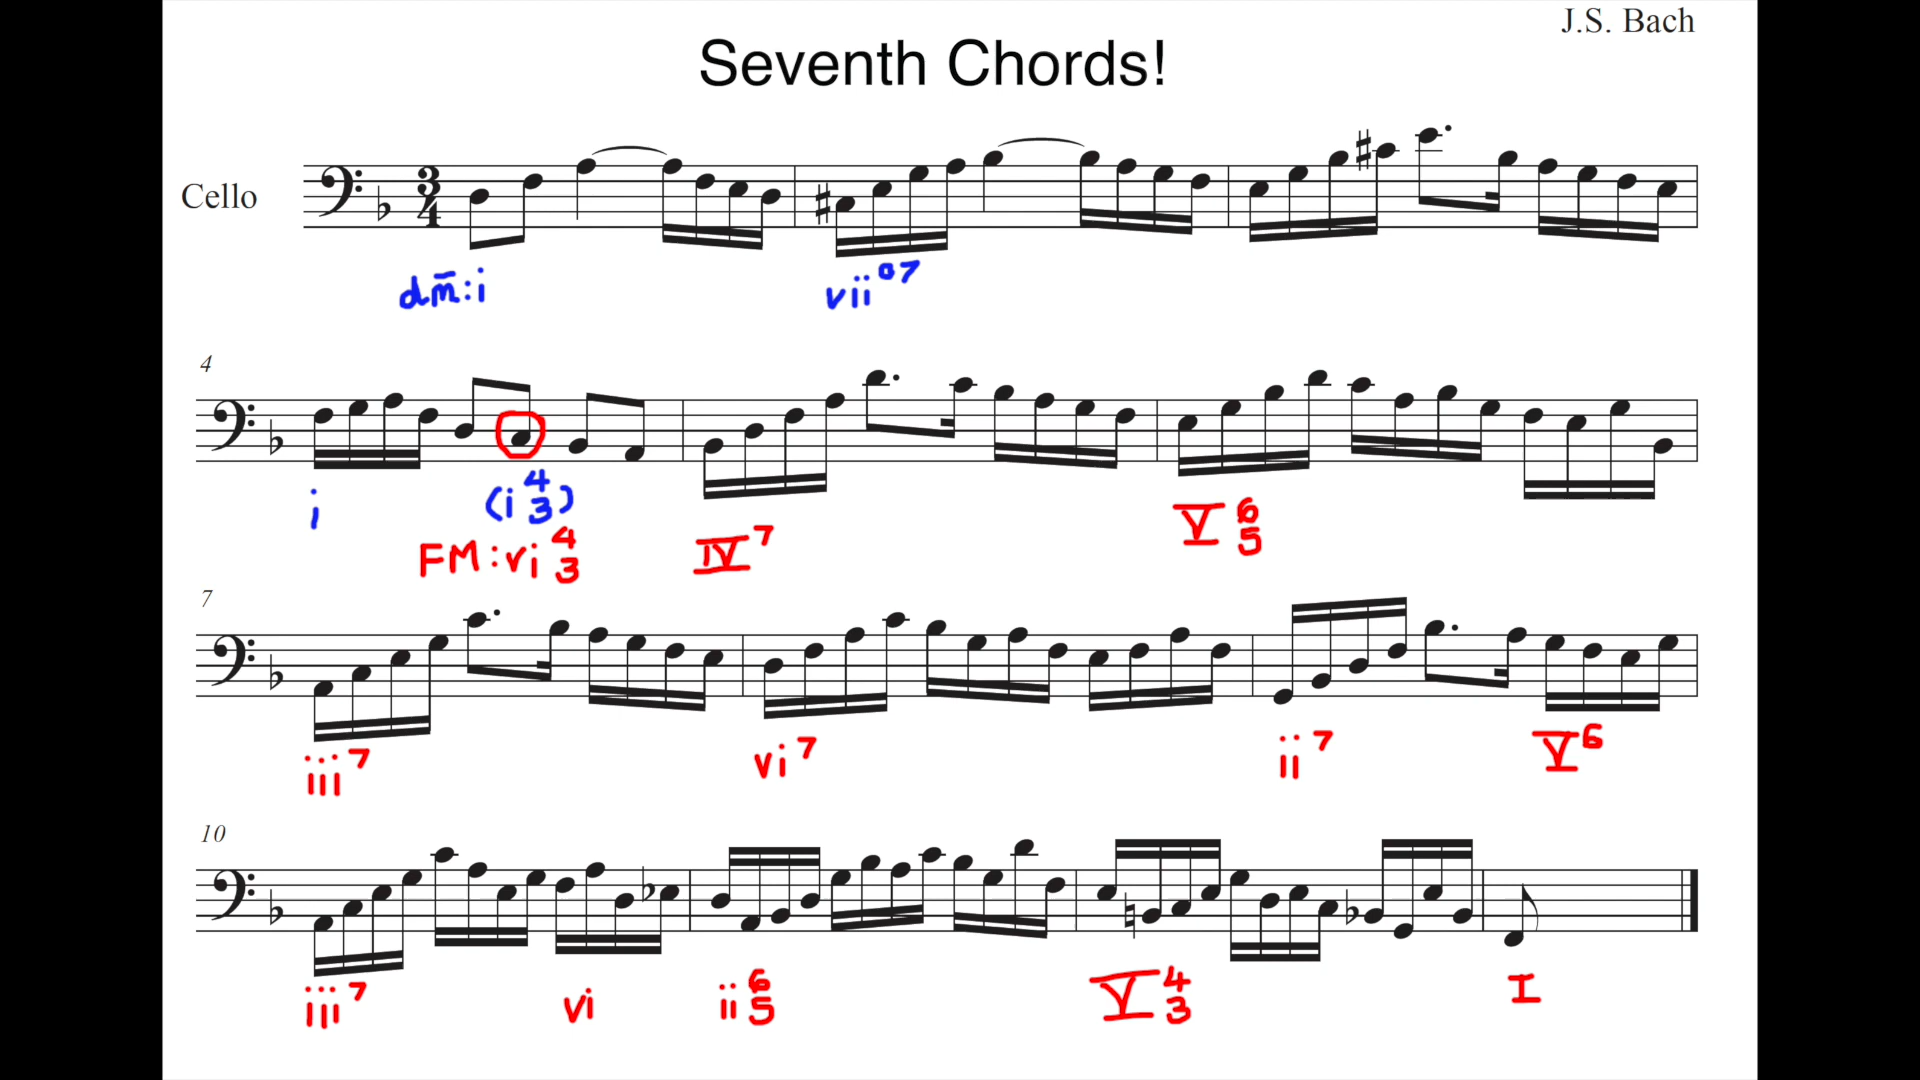 J.S. Bach
Seventh Chords!
Cello
3
4
dm̄: i vii°7
4
i (i 4 3)
FM: vi 4 3 IV7 V 6 5
7
iii7 vi7 ii7 V6
10
iii7 vi ii 6 5 V 4 3 I